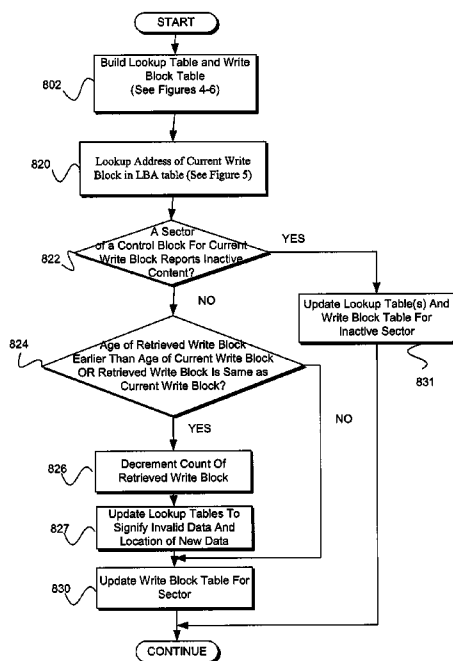 START
Build Lookup Table and Write
Block Table
(See Figures 4-6)
802
Lookup Address of Current Write
Block in LBA table (See Figure 5)
820
A Sector
of a Control Block For Current
Write Block Reports Inactive
Content?
822
YES
NO
Update Lookup Table(s) And
Write Block Table For
Inactive Sector
831
824
Age of Retrieved Write Block
Earlier Than Age of Current Write Block
OR Retrieved Write Block Is Same as
Current Write Block?
YES
NO
826
Decrement Count Of
Retrieved Write Block
827
Update Lookup Tables To
Signify Invalid Data And
Location of New Data
830
Update Write Block Table For
Sector
CONTINUE